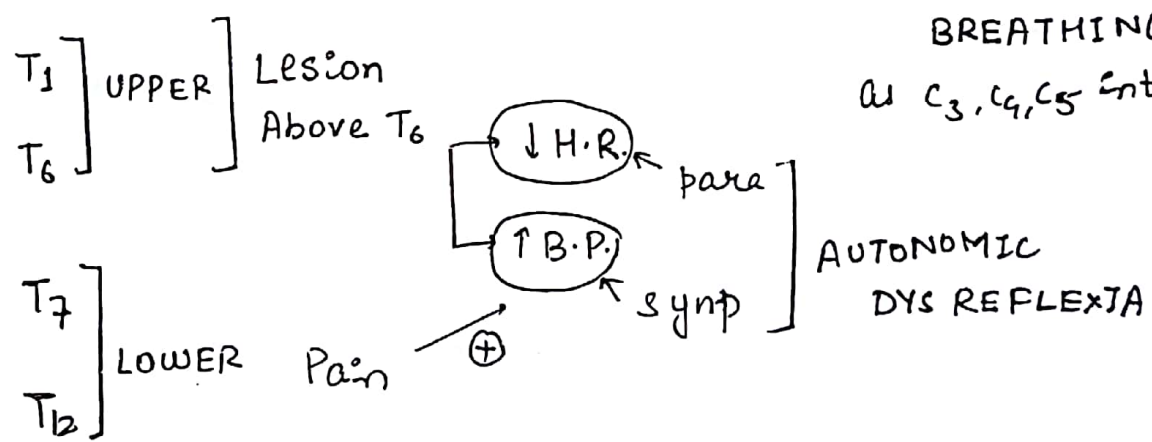 T1
T6
UPPER
Lesion
Above T6
↓ H.R.
para
↑ B.P.
synp
AUTONOMIC
DYS REFLEXIA
BREATHING
as C3, C4, C5 int
T7
T12
LOWER
Pain
+